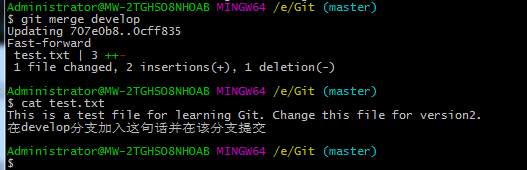 Administrator@MW-2TGHSO8NHOAB MINGW64 /e/Git (master)
$ git merge develop
Updating 707e0b8..0cff835
Fast-forward
 test.txt | 3 ++-
 1 file changed, 2 insertions(+), 1 deletion(-)
Administrator@MW-2TGHSO8NHOAB MINGW64 /e/Git (master)
$ cat test.txt
This is a test file for learning Git. Change this file for version2.
在develop分支加入这句话并在该分支提交
Administrator@MW-2TGHSO8NHOAB MINGW64 /e/Git (master)
$